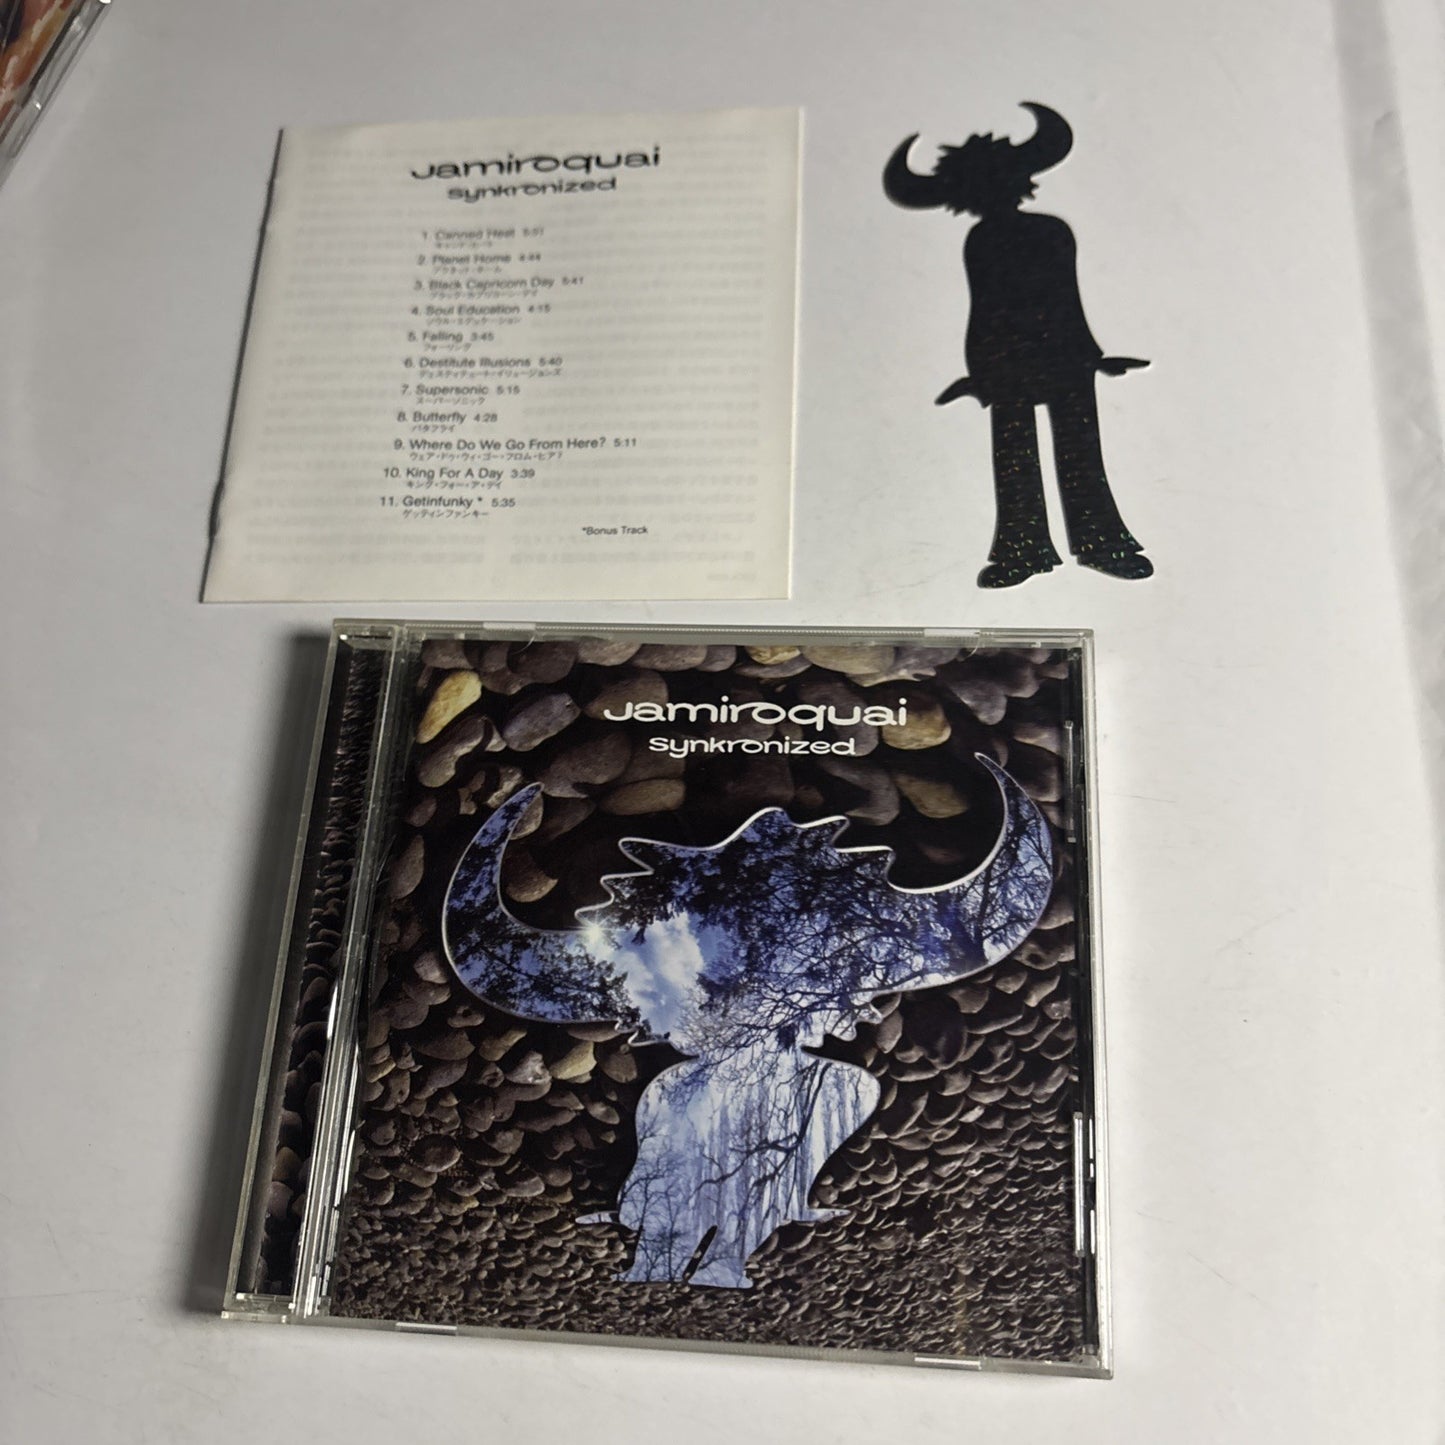 Jamiroquai
synkronized
1. Canned Heat 5:31
キャンド・ヒート
2. Planet Home 4:44
プラネット・ホーム
3. Black Capricorn Day 5:41
ブラック・カプリコーン・デイ
4. Soul Education 4:15
ソウル・エデュケーション
5. Falling 3:45
フォーリング
6. Destitute Illusions 5:40
デスティテュート・イリュージョンズ
7. Supersonic 5:15
スーパーソニック
8. Butterfly 4:28
バタフライ
9. Where Do We Go From Here? 5:11
ウェア・ドゥ・ウィ・ゴー・フロム・ヒア？
10. King For A Day 3:39
キング・フォー・ア・デイ
11. Getinfunky * 5:35
ゲッティンファンキー
*Bonus Track
Jamiroquai
synkronized